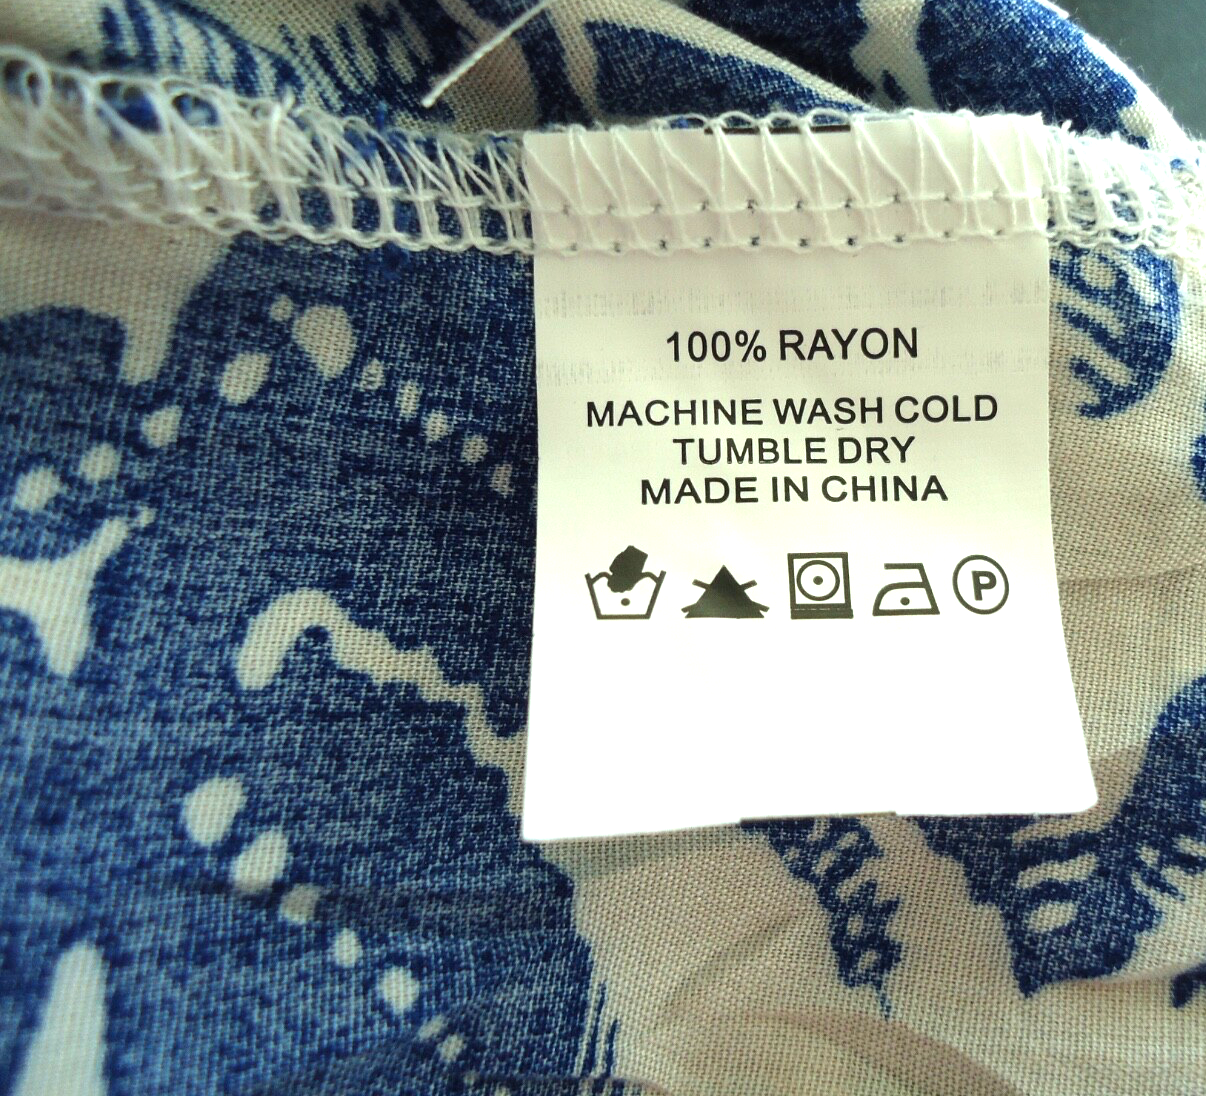 100% RAYON
MACHINE WASH COLD
TUMBLE DRY
MADE IN CHINA
P